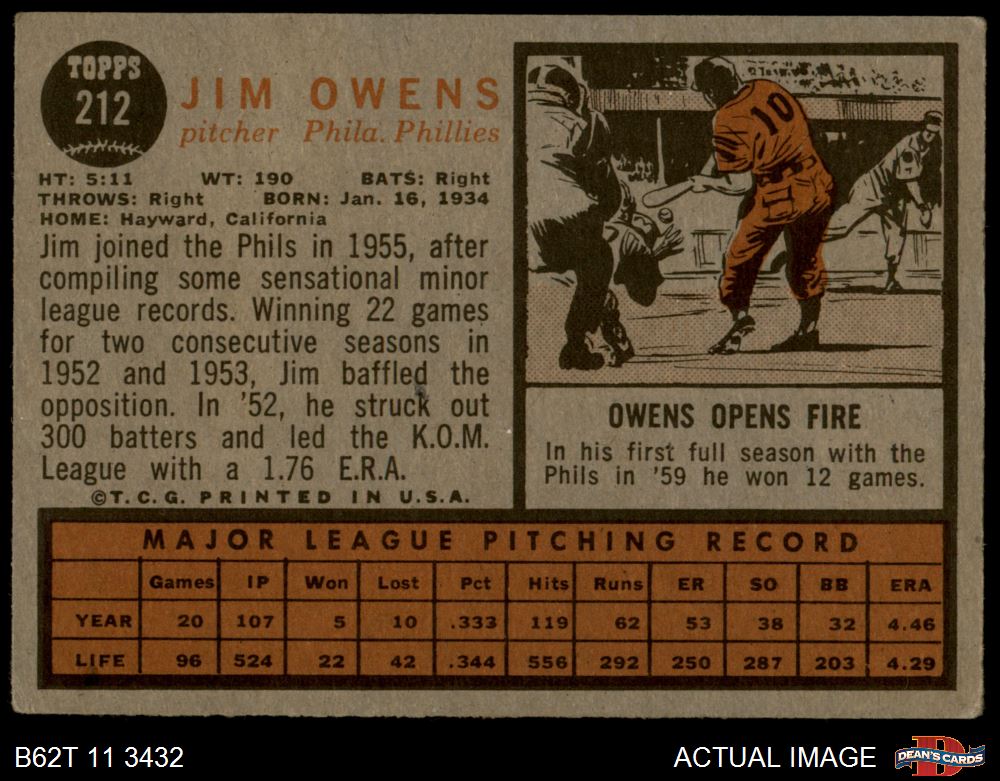 TOPPS
212
JIM OWENS
pitcher Phila. Phillies
HT: 5:11 WT: 190 BATS: Right
THROWS: Right BORN: Jan. 16, 1934
HOME: Hayward, California
Jim joined the Phils in 1955, after
compiling some sensational minor
league records. Winning 22 games
for two consecutive seasons in
1952 and 1953, Jim baffled the
opposition. In '52, he struck out
300 batters and led the K.O.M.
League with a 1.76 E.R.A.
©T.C.G. PRINTED IN U.S.A.
10
OWENS OPENS FIRE
In his first full season with the
Phils in '59 he won 12 games.
MAJOR LEAGUE PITCHING RECORD
Games IP Won Lost Pct Hits Runs ER SO BB ERA
YEAR 20 107 5 10 .333 119 62 53 38 32 4.46
LIFE 96 524 22 42 .344 556 292 250 287 203 4.29
B62T 11 3432
ACTUAL IMAGE
D
DEAN'S CARDS